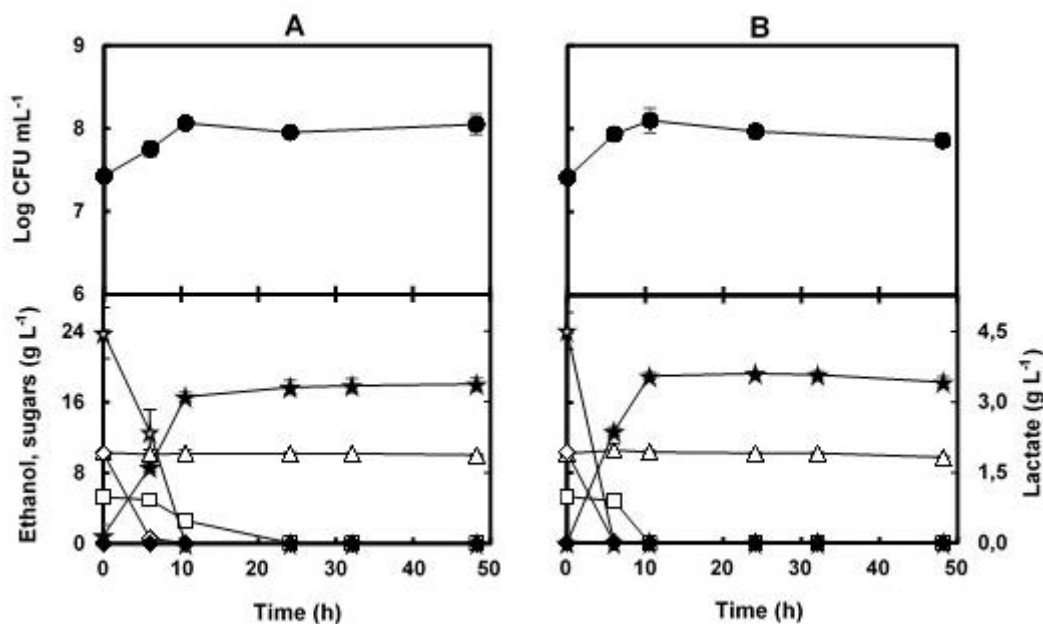 A
B
9
8
7
6
Log CFU mL-1
24
16
8
0
Ethanol, sugars (g L-1)
0 10 20 30 40 50
Time (h)
0 10 20 30 40 50
Time (h)
4,5
3,0
1,5
0,0
Lactate (g L-1)